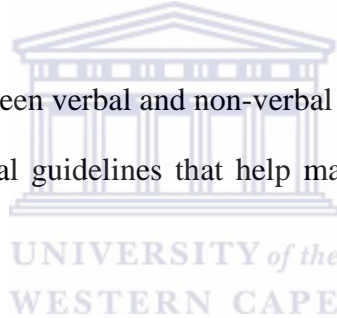 een verbal and non-verbal
al guidelines that help ma
UNIVERSITY of the
WESTERN CAPE